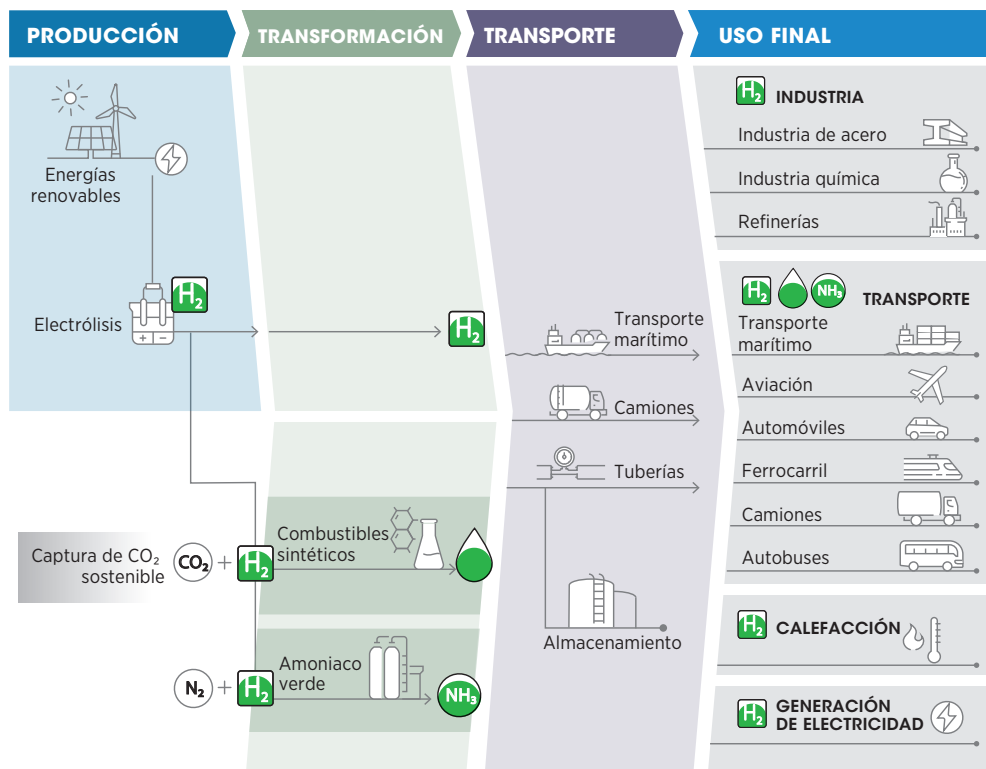 PRODUCCIÓN
TRANSFORMACIÓN
TRANSPORTE
USO FINAL
Energías
renovables
Electrólisis
H₂
+ −
H₂
Captura de CO₂
sostenible
CO₂ + H₂
Combustibles
sintéticos
N₂ + H₂
Amoniaco
verde
NH₃
Transporte
marítimo
Camiones
Tuberías
Almacenamiento
H₂ INDUSTRIA
Industria de acero
Industria química
Refinerías
H₂ NH₃ TRANSPORTE
Transporte
marítimo
Aviación
Automóviles
Ferrocarril
Camiones
Autobuses
H₂ CALEFACCIÓN
H₂ GENERACIÓN
DE ELECTRICIDAD